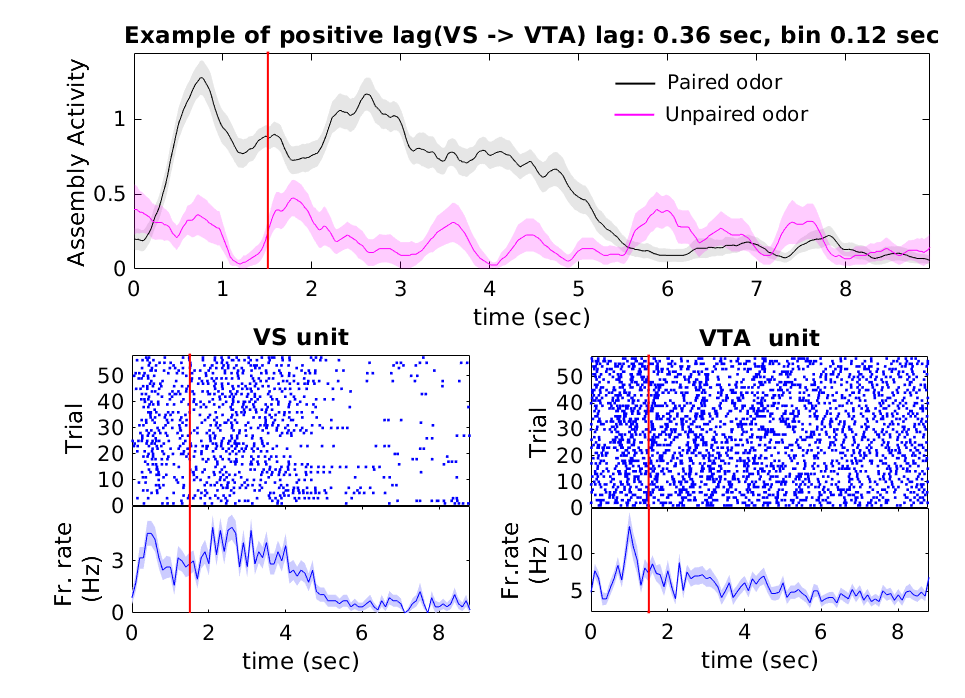 Example of positive lag(VS -> VTA) lag: 0.36 sec, bin 0.12 sec
Assembly Activity
1
0.5
0
Paired odor
Unpaired odor
0 1 2 3 4 5 6 7 8
time (sec)
VS unit
Trial
50
40
30
20
10
0
Fr. rate
(Hz)
3
0
0 2 4 6 8
time (sec)
VTA  unit
Trial
50
40
30
20
10
0
Fr.rate
(Hz)
10
5
0 2 4 6 8
time (sec)